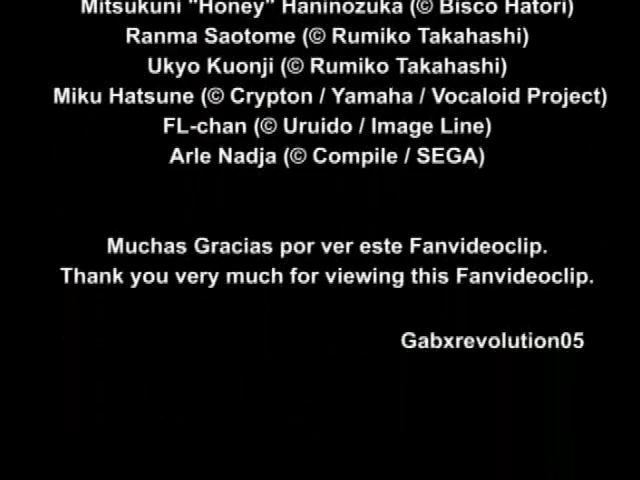 Mitsukuni "Honey" Haninozuka (© Bisco Hatori)
Ranma Saotome (© Rumiko Takahashi)
Ukyo Kuonji (© Rumiko Takahashi)
Miku Hatsune (© Crypton / Yamaha / Vocaloid Project)
FL-chan (© Uruido / Image Line)
Arle Nadja (© Compile / SEGA)
Muchas Gracias por ver este Fanvideoclip.
Thank you very much for viewing this Fanvideoclip.
Gabxrevolution05